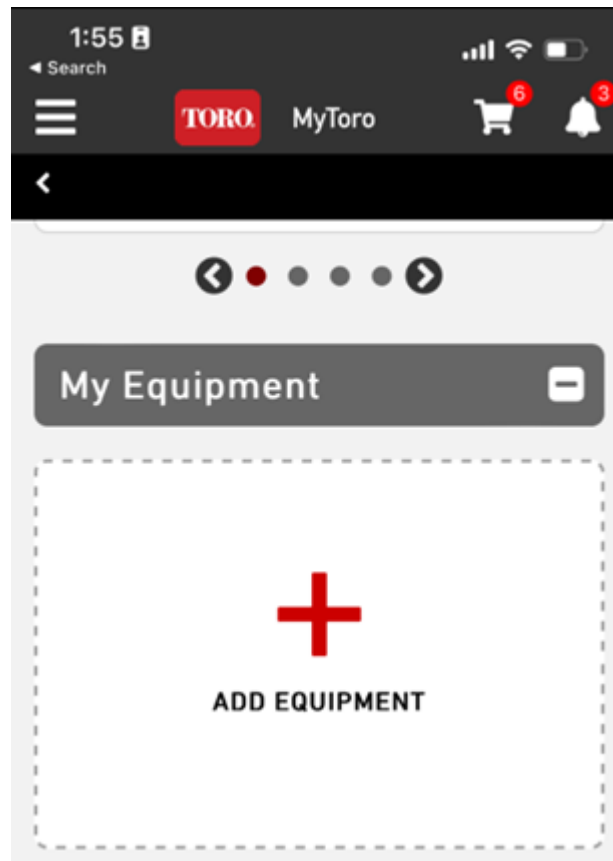 1:55
◀ Search
TORO. MyToro 6 3
My Equipment
ADD EQUIPMENT